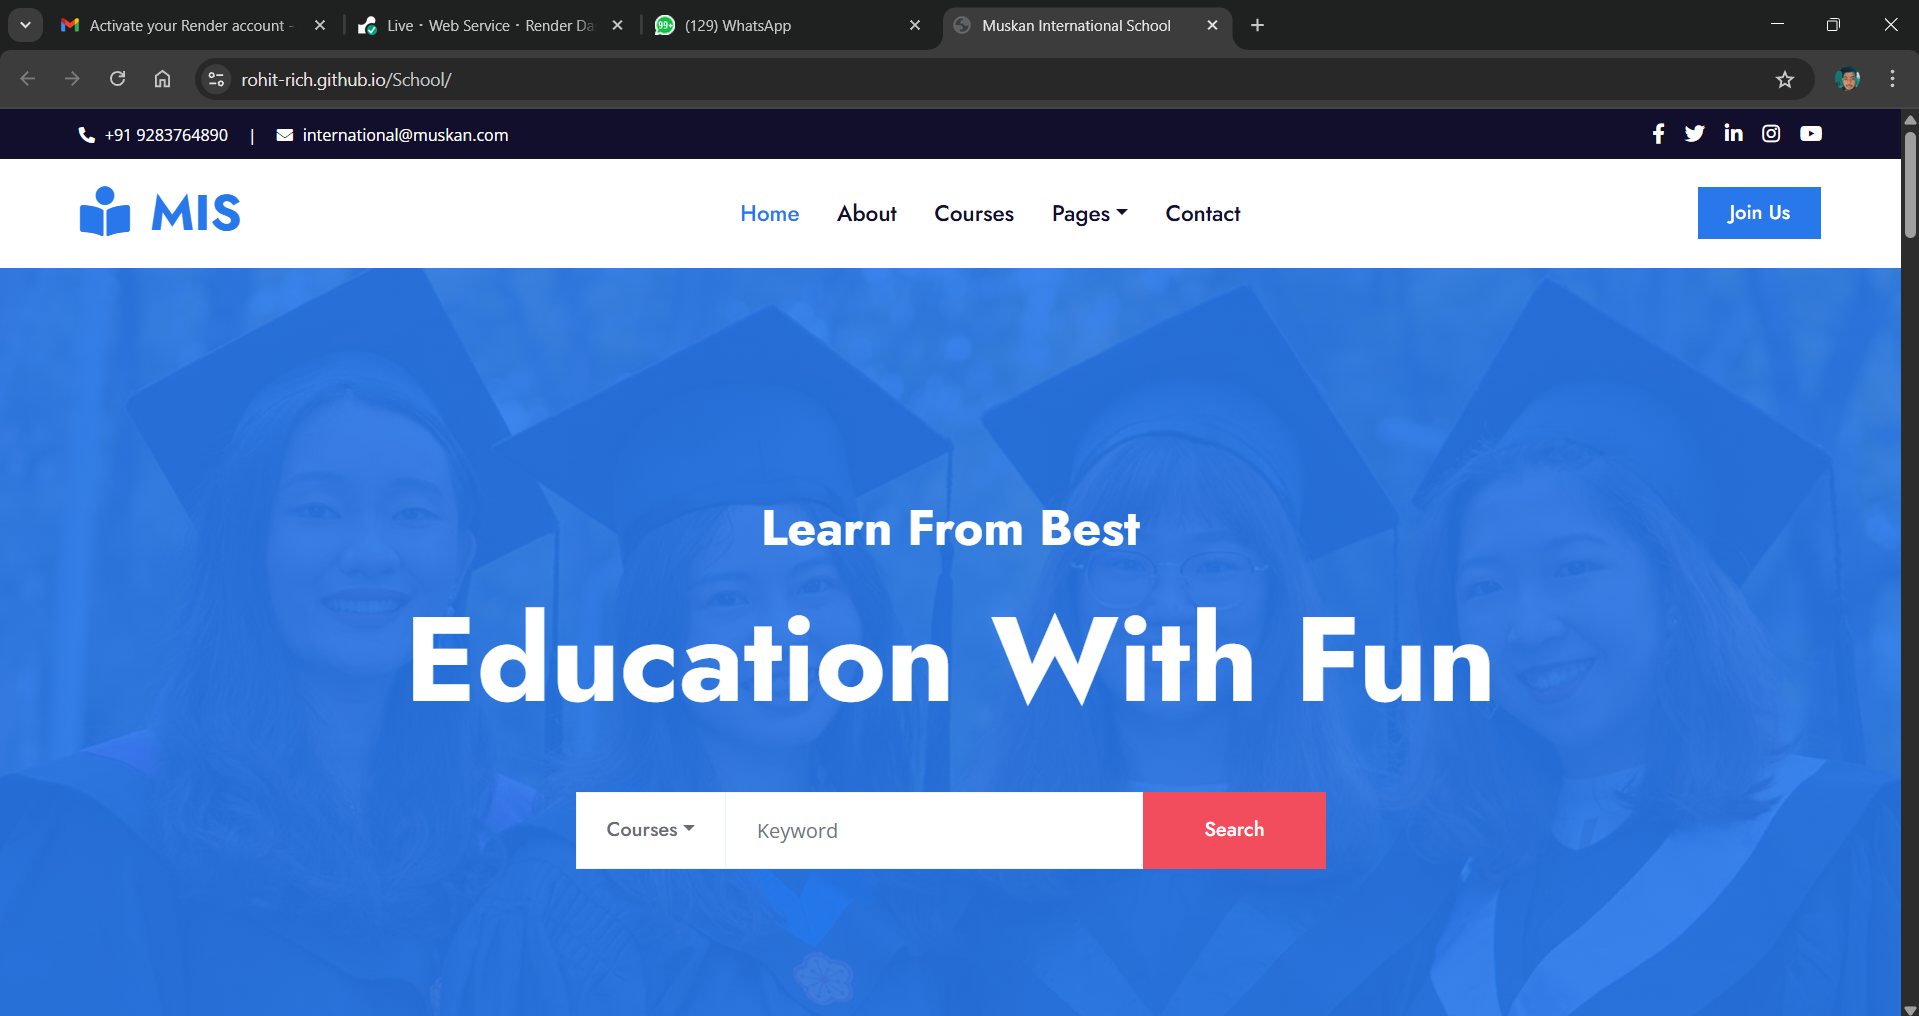 Activate your Render account -
Live · Web Service · Render Da
99+
(129) WhatsApp
Muskan International School
rohit-rich.github.io/School/
+91 9283764890 | international@muskan.com
MIS
Home
About
Courses
Pages
Contact
Join Us
Learn From Best
Education With Fun
Courses
Keyword
Search